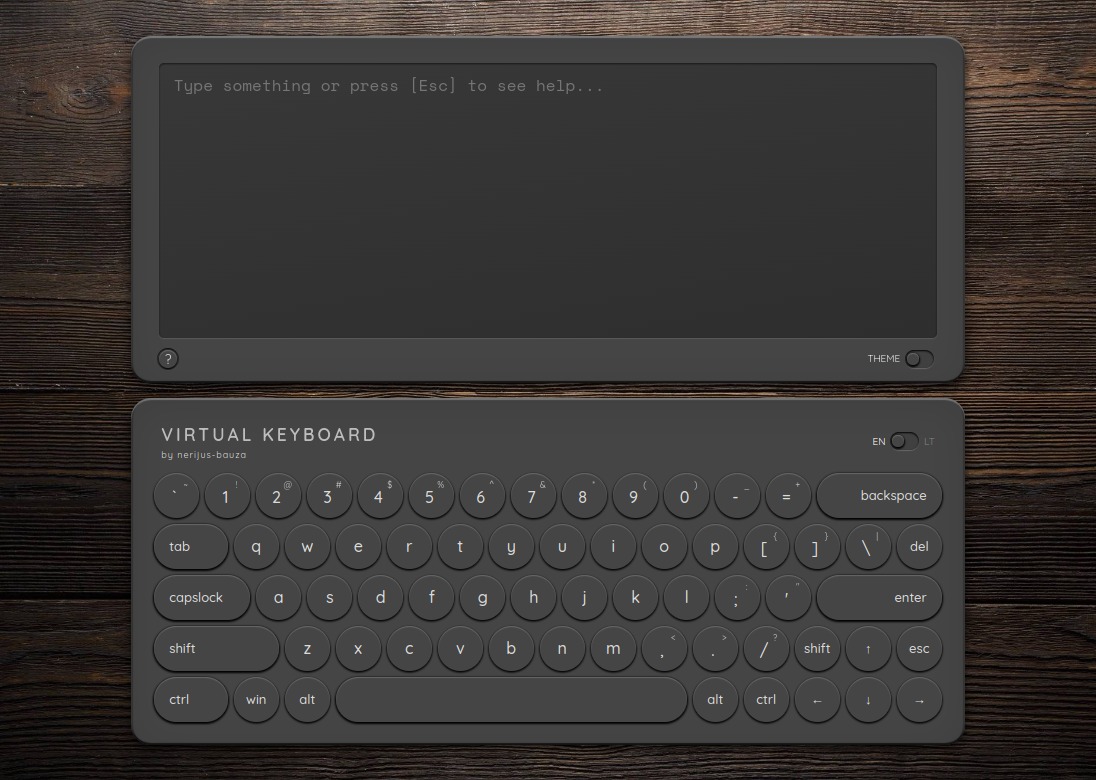 Type something or press [Esc] to see help...
? THEME
VIRTUAL KEYBOARD
by nerijus-bauza
EN LT
` ~ 1 ! 2 @ 3 # 4 $ 5 % 6 ^ 7 & 8 * 9 ( 0 ) - _ = + backspace
tab q w e r t y u i o p [ { ] } \ | del
capslock a s d f g h j k l ; : ' " enter
shift z x c v b n m , < . > / ? shift ↑ esc
ctrl win alt alt ctrl ← ↓ →